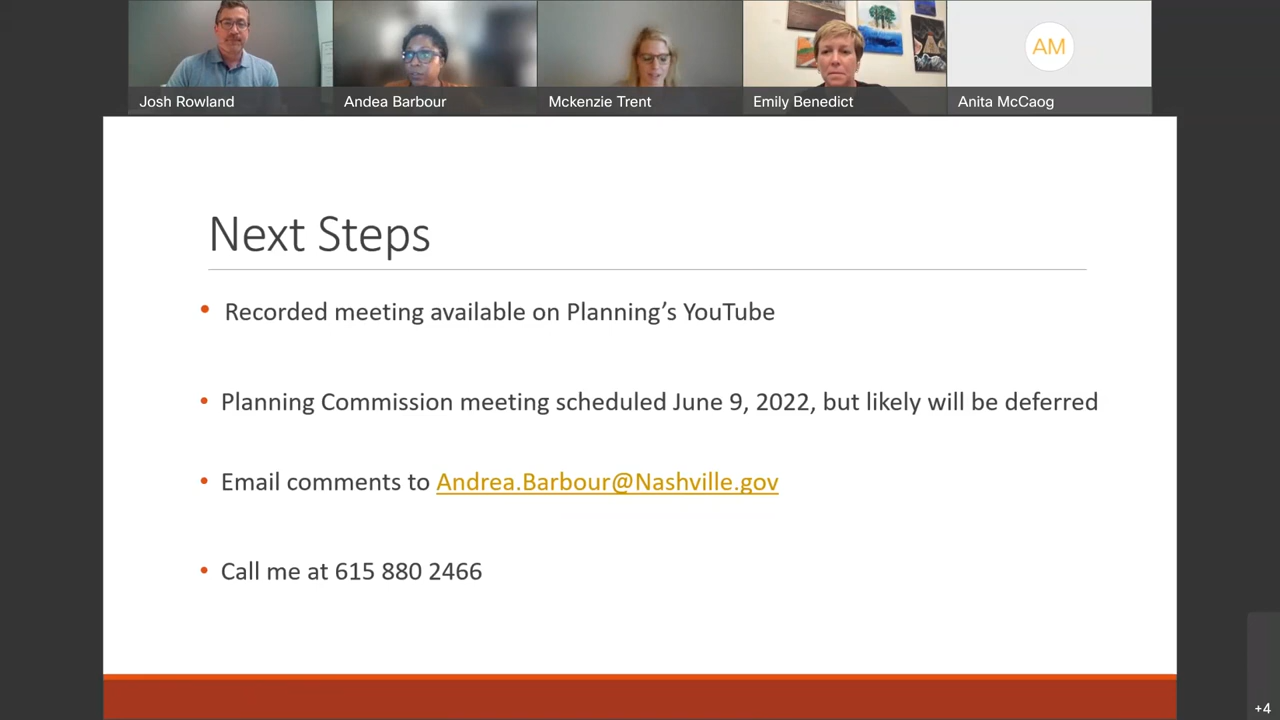 AM
Josh Rowland
Andea Barbour
Mckenzie Trent
Emily Benedict
Anita McCaog
Next Steps
• Recorded meeting available on Planning’s YouTube
• Planning Commission meeting scheduled June 9, 2022, but likely will be deferred
• Email comments to Andrea.Barbour@Nashville.gov
• Call me at 615 880 2466
+4